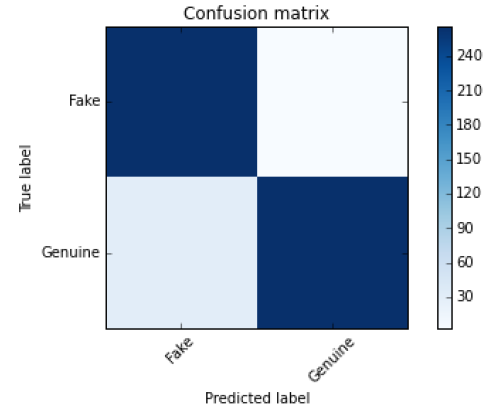 Confusion matrix
True label
Fake
Genuine
Fake
Genuine
Predicted label
240
210
180
150
120
90
60
30